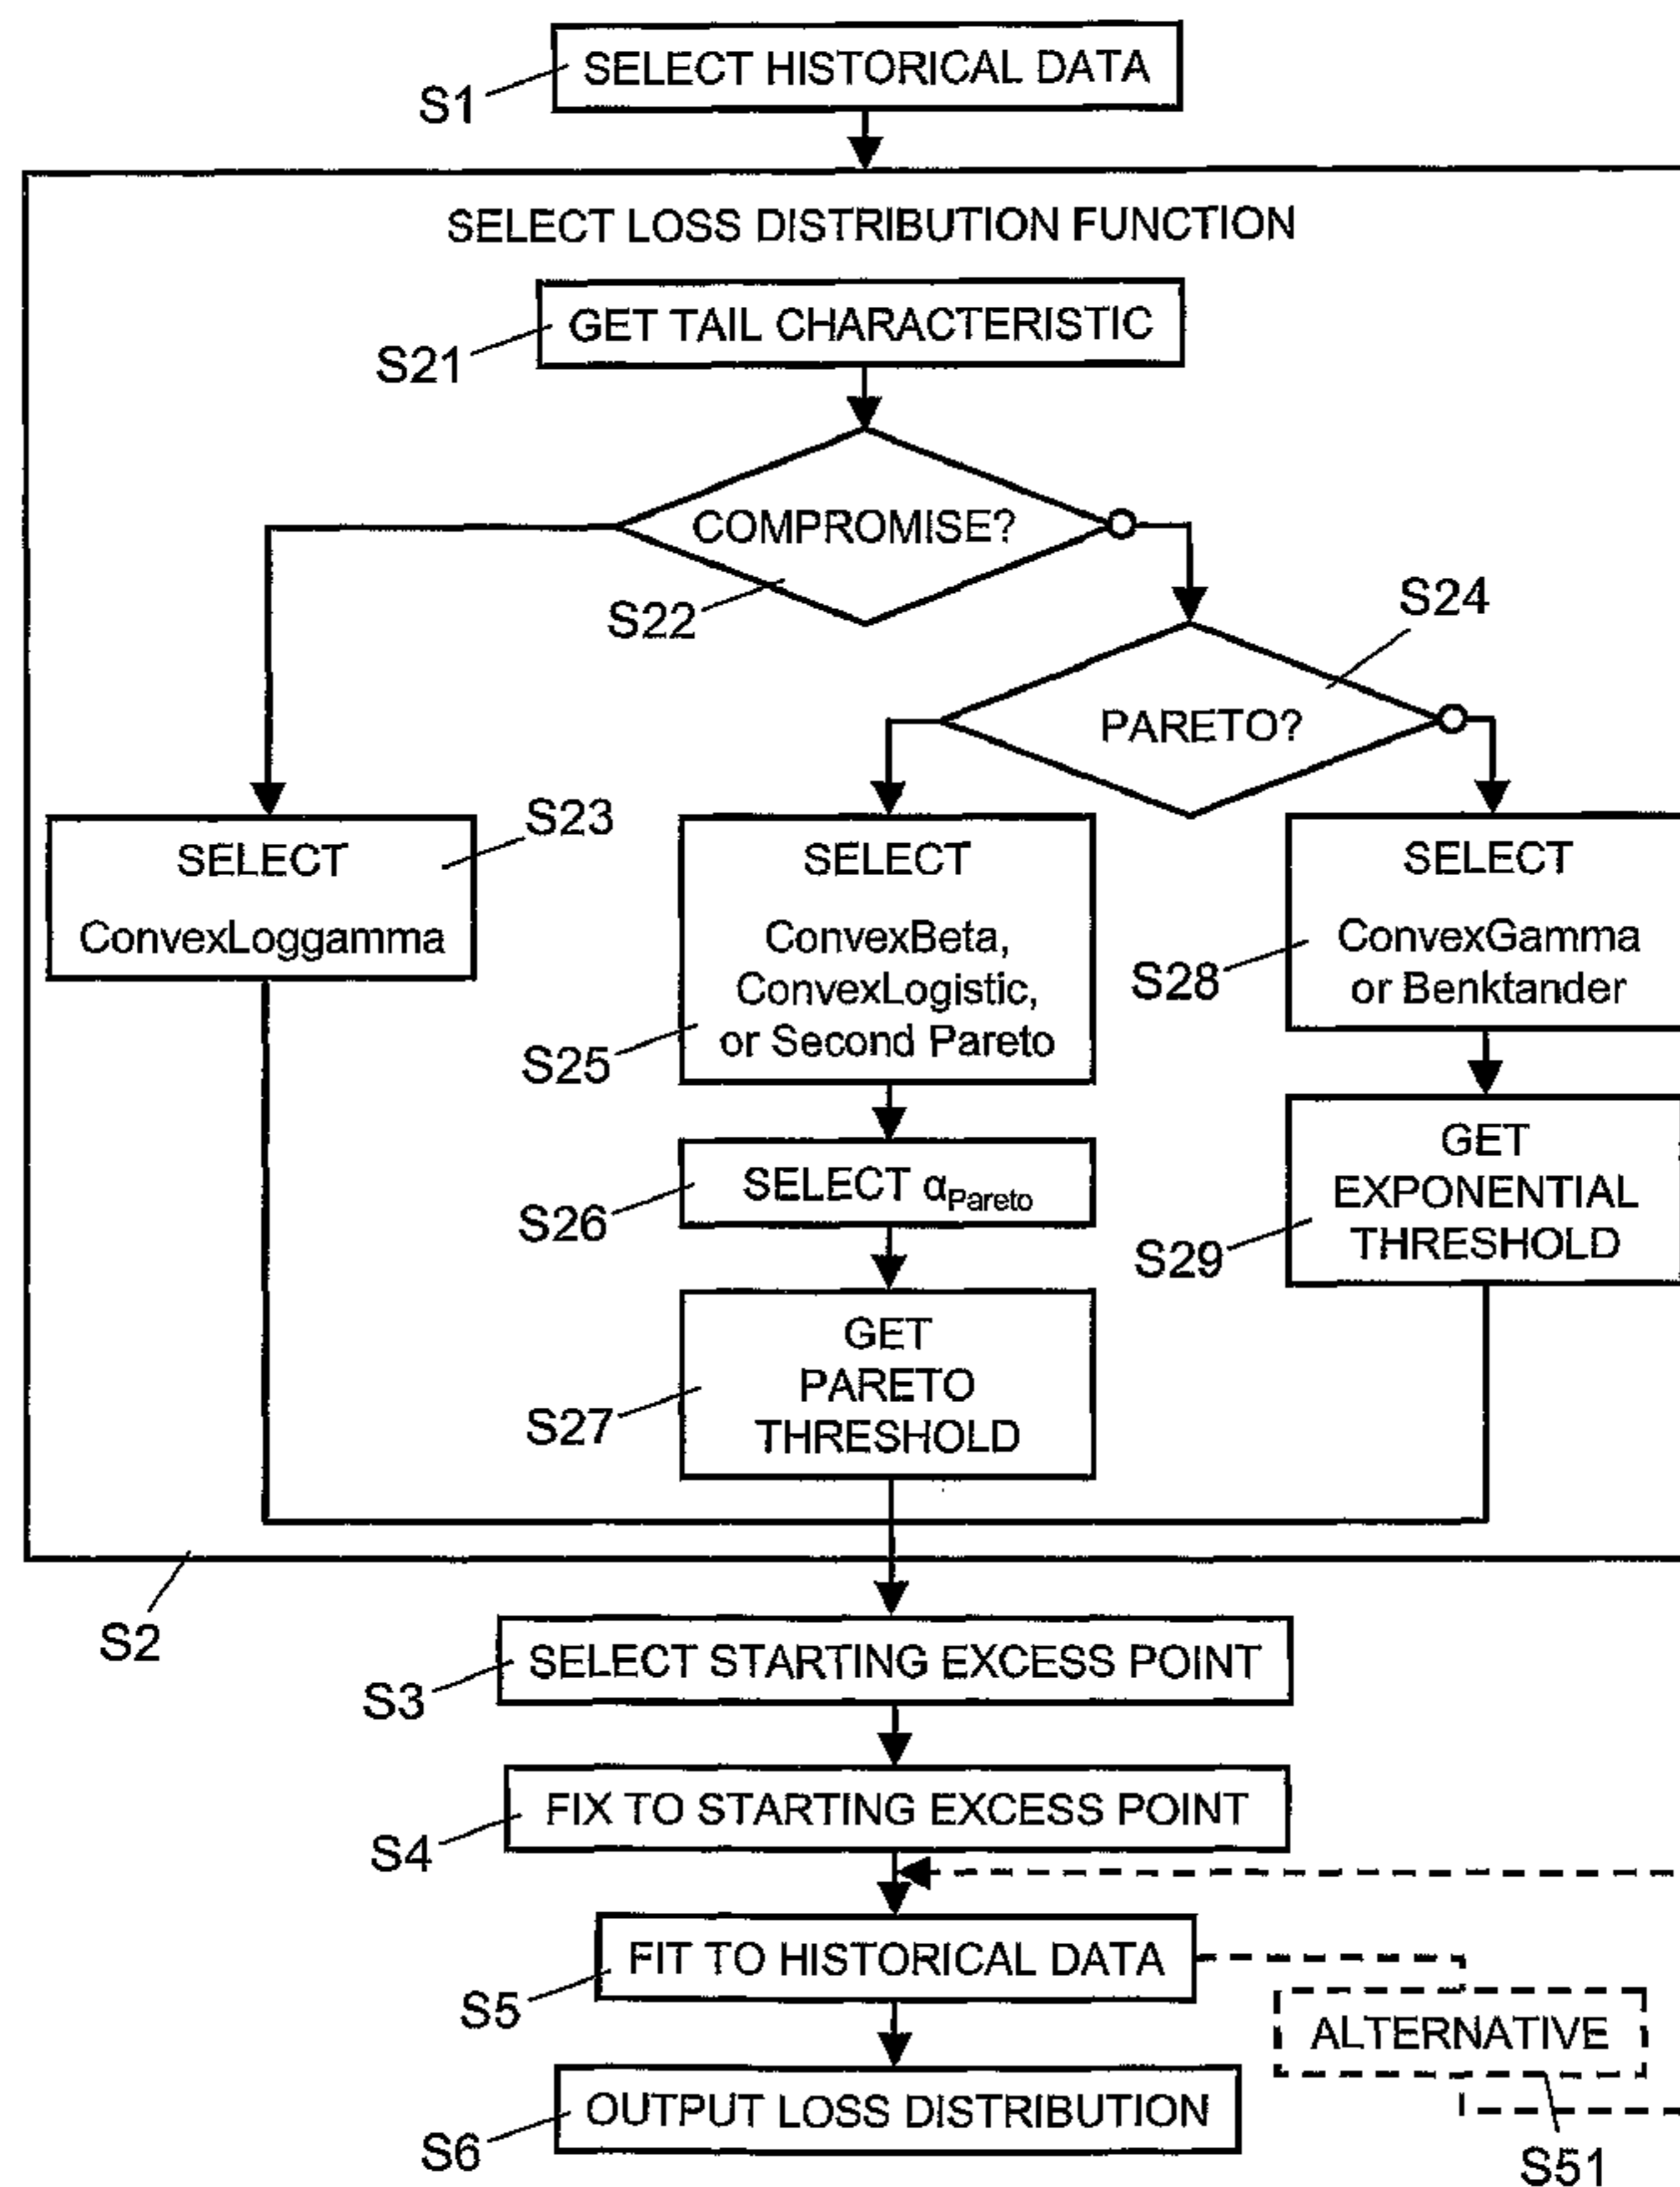 SELECT HISTORICAL DATA
S1
SELECT LOSS DISTRIBUTION FUNCTION
GET TAIL CHARACTERISTIC
S21
COMPROMISE?
S22
S24
PARETO?
S23
SELECT
ConvexLoggamma
SELECT
ConvexBeta,
ConvexLogistic,
or Second Pareto
S25
SELECT
ConvexGamma
or Benktander
S28
SELECT αPareto
S26
GET
EXPONENTIAL
THRESHOLD
S29
GET
PARETO
THRESHOLD
S27
S2
SELECT STARTING EXCESS POINT
S3
FIX TO STARTING EXCESS POINT
S4
FIT TO HISTORICAL DATA
S5
ALTERNATIVE
S51
OUTPUT LOSS DISTRIBUTION
S6